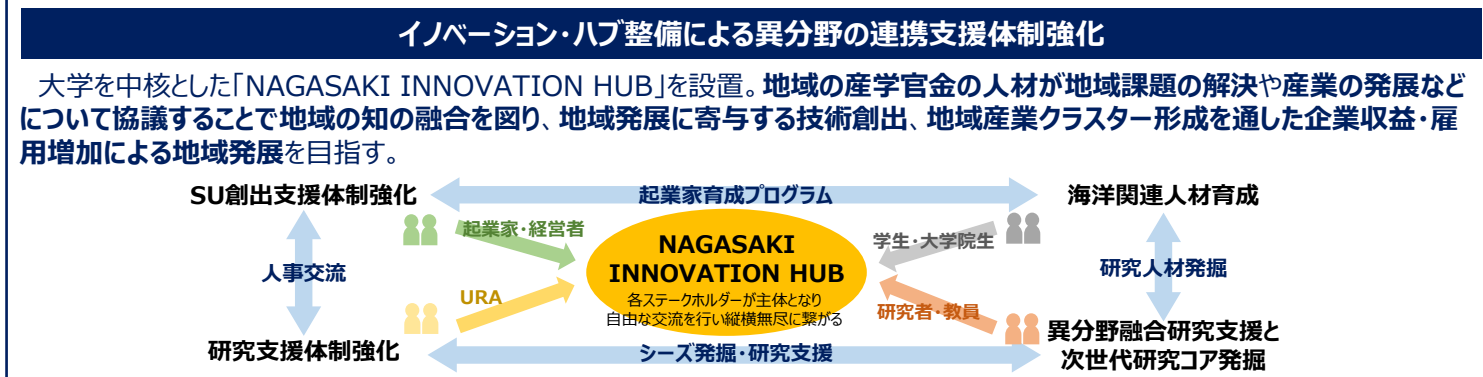 イノベーション・ハブ整備による異分野の連携支援体制強化
大学を中核とした「NAGASAKI INNOVATION HUB」を設置。地域の産学官金の人材が地域課題の解決や産業の発展など
について協議することで地域の知の融合を図り、地域発展に寄与する技術創出、地域産業クラスター形成を通した企業収益・雇
用増加による地域発展を目指す。
SU創出支援体制強化
起業家育成プログラム
海洋関連人材育成
起業家・経営者
学生・大学院生
NAGASAKI
INNOVATION HUB
人事交流
研究人材発掘
URA
各ステークホルダーが主体となり
自由な交流を行い縦横無尽に繋がる
研究者・教員
研究支援体制強化
シーズ発掘・研究支援
異分野融合研究支援と
次世代研究コア発掘